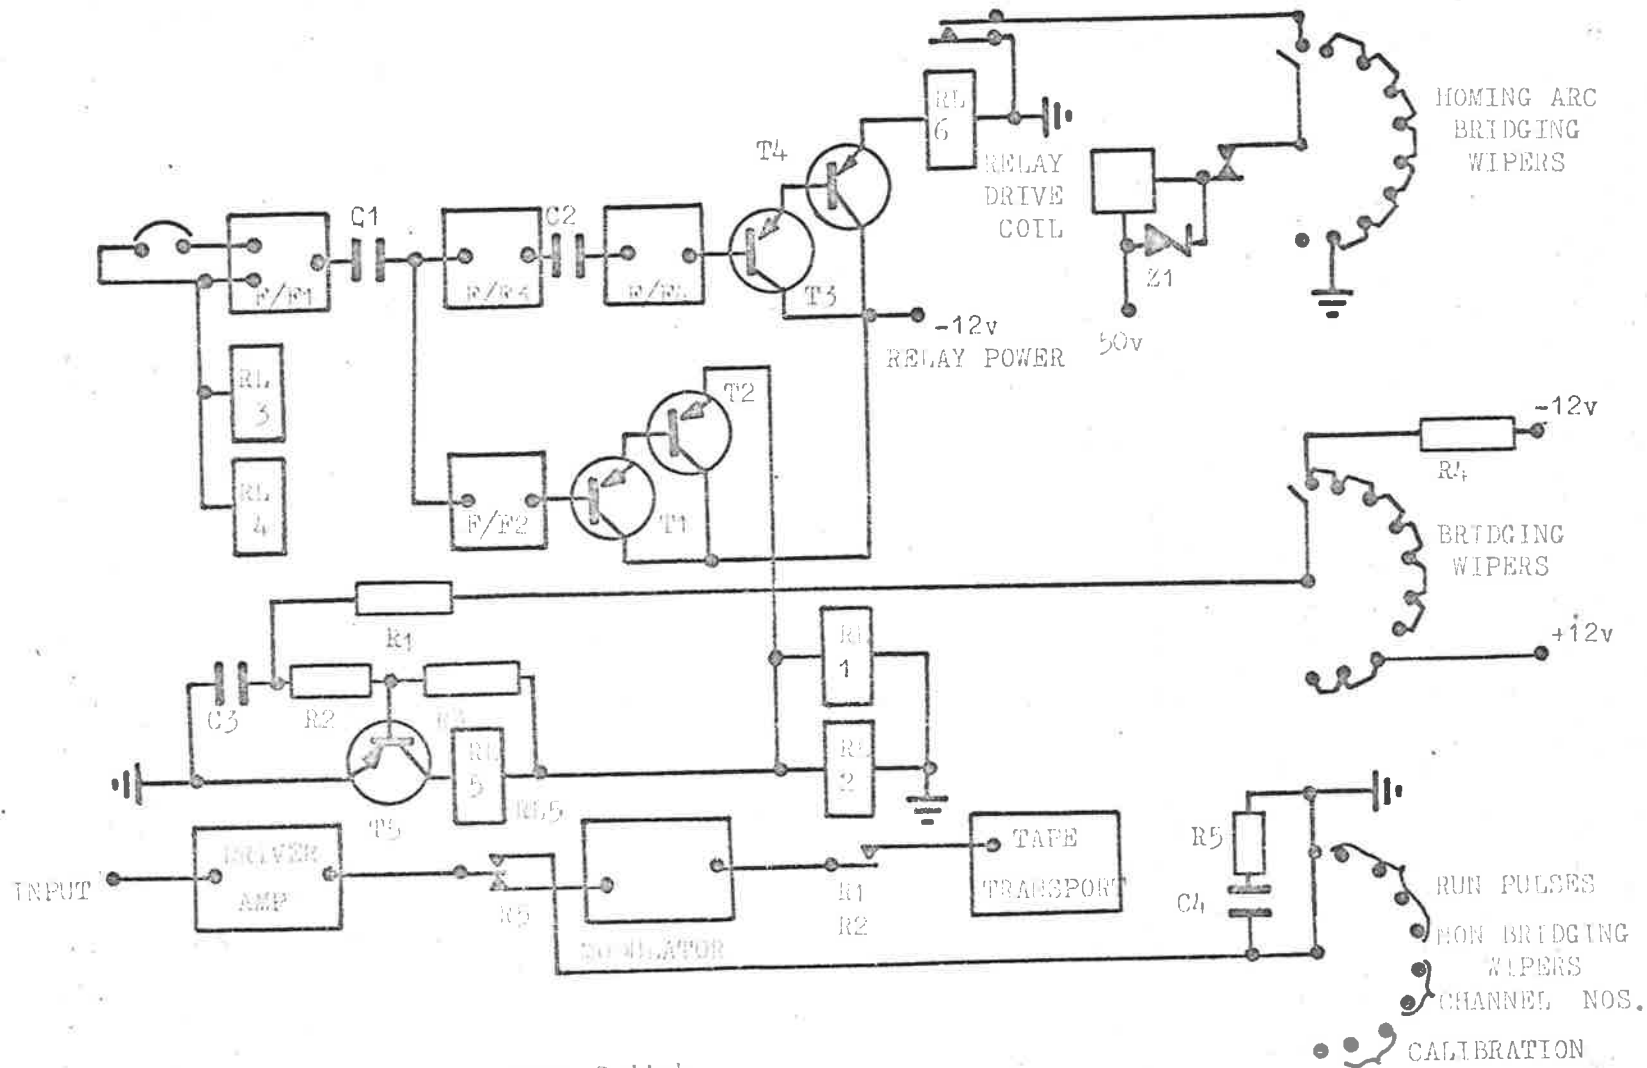 HOMING ARC
BRIDGING
WIPERS
RL
6
T4
RELAY
DRIVE
COIL
C1
C2
F/F1
T3
Z1
-12v
RELAY POWER
50v
RL
3
T2
-12v
R4
RL
4
F/F2
T1
BRIDGING
WIPERS
R1
+12v
RL
1
C3
R2
R3
RL
5
RL
2
T5
RL5
DRIVER
AMP
INPUT
R5
TAPE
TRANSPORT
R1
R2
R5
C4
RUN PULSES
NON BRIDGING
WIPERS
CHANNEL NOS.
CALIBRATION